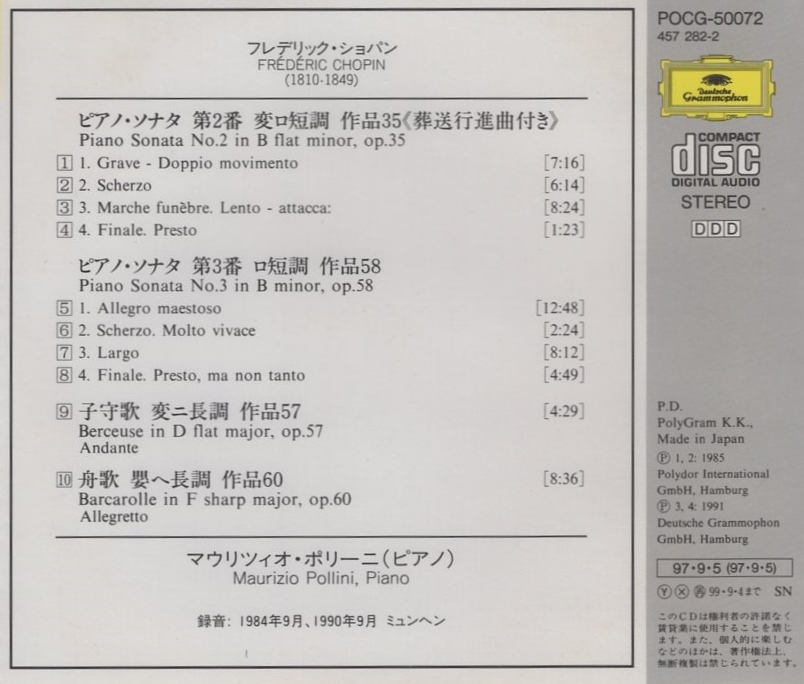 フレデリック・ショパン
FRÉDÉRIC CHOPIN
(1810-1849)
ピアノ・ソナタ 第2番 変ロ短調 作品35《葬送行進曲付き》
Piano Sonata No.2 in B flat minor, op.35
1 1. Grave - Doppio movimento [7:16]
2 2. Scherzo [6:14]
3 3. Marche funèbre. Lento - attacca: [8:24]
4 4. Finale. Presto [1:23]
ピアノ・ソナタ 第3番 ロ短調 作品58
Piano Sonata No.3 in B minor, op.58
5 1. Allegro maestoso [12:48]
6 2. Scherzo. Molto vivace [2:24]
7 3. Largo [8:12]
8 4. Finale. Presto, ma non tanto [4:49]
9 子守歌 変ニ長調 作品57 [4:29]
Berceuse in D flat major, op.57
Andante
10 舟歌 嬰ヘ長調 作品60 [8:36]
Barcarolle in F sharp major, op.60
Allegretto
マウリツィオ・ポリーニ(ピアノ)
Maurizio Pollini, Piano
録音: 1984年9月、1990年9月 ミュンヘン
POCG-50072
457 282-2
Deutsche
Grammophon
COMPACT
disc
DIGITAL AUDIO
STEREO
DDD
P.D.
PolyGram K.K.,
Made in Japan
Ⓟ 1, 2: 1985
Polydor International
GmbH, Hamburg
Ⓟ 3, 4: 1991
Deutsche Grammophon
GmbH, Hamburg
97・9・5 (97・9・5)
Ⓨ Ⓧ 99・9・4まで SN
このCDは権利者の許諾なく
賃貸業に使用することを禁じ
ます。また、個人的に楽しむ
などのほかは、著作権法上、
無断複製は禁じられています。